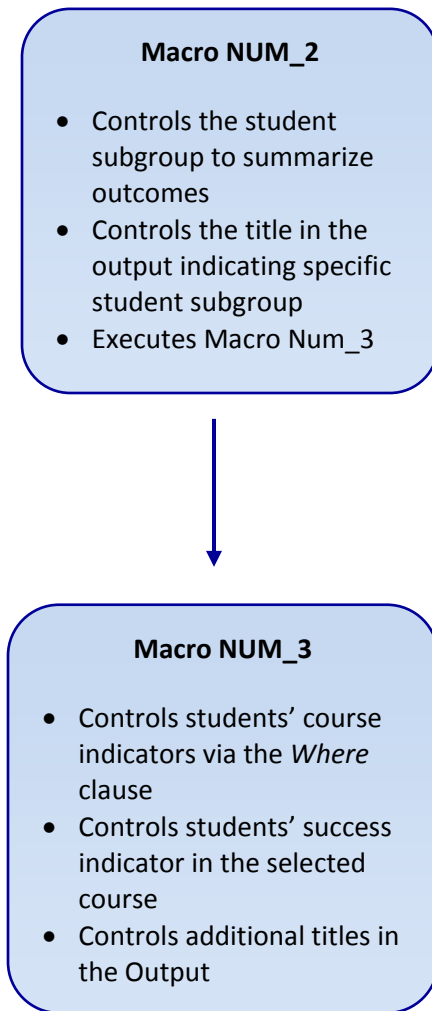 Macro NUM_2
• Controls the student
subgroup to summarize
outcomes
• Controls the title in the
output indicating specific
student subgroup
• Executes Macro Num_3
Macro NUM_3
• Controls students’ course
indicators via the Where
clause
• Controls students’ success
indicator in the selected
course
• Controls additional titles in
the Output